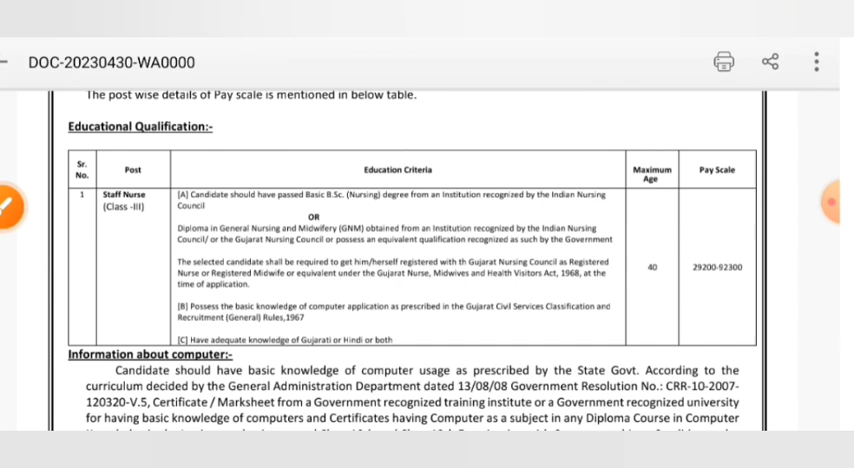 DOC-20230430-WA0000
The post wise details of Pay scale is mentioned in below table.
Educational Qualification:-
Sr. No.
Post
Education Criteria
Maximum Age
Pay Scale
1
Staff Nurse
(Class -III)
[A] Candidate should have passed Basic B.Sc. (Nursing) degree from an Institution recognized by the Indian Nursing
Council
OR
Diploma in General Nursing and Midwifery (GNM) obtained from an Institution recognized by the Indian Nursing
Council/ or the Gujarat Nursing Council or possess an equivalent qualification recognized as such by the Government
The selected candidate shall be required to get him/herself registered with th Gujarat Nursing Council as Registered
Nurse or Registered Midwife or equivalent under the Gujarat Nurse, Midwives and Health Visitors Act, 1968, at the
time of application.
[B] Possess the basic knowledge of computer application as prescribed in the Gujarat Civil Services Classification and
Recruitment (General) Rules,1967
[C] Have adequate knowledge of Gujarati or Hindi or both
40
29200-92300
Information about computer:-
Candidate should have basic knowledge of computer usage as prescribed by the State Govt. According to the
curriculum decided by the General Administration Department dated 13/08/08 Government Resolution No.: CRR-10-2007-
120320-V.5, Certificate / Marksheet from a Government recognized training institute or a Government recognized university
for having basic knowledge of computers and Certificates having Computer as a subject in any Diploma Course in Computer